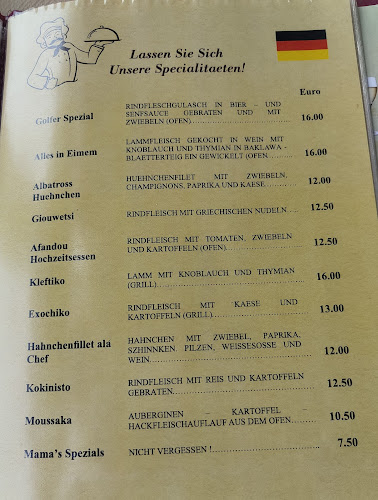 Lassen Sie Sich
Unsere Specialitaeten!
Euro
Golfer Spezial RINDFLESCHGULASCH IN BIER – UND
SENFSAUCE GEBRATEN UND MIT
ZWIEBELN (OFEN) 16.00
Alles in Eimem LAMMFLEISCH GEKOCHT IN WEIN MIT
KNOBLAUCH UND THYMIAN IN BAKLAWA -
BLAETTERTEIG EIN GEWICKELT (OFEN 16.00
Albatross HUEHNCHENFILET MIT ZWIEBELN,
Huehnchen CHAMPIGNONS, PAPRIKA UND KAESE 12.00
Giouwetsi RINDFLEISCH MIT GRIECHISCHEN NUDELN 12.50
Afandou RINDFLEISCH MIT TOMATEN, ZWIEBELN
Hochzeitsessen UND KARTOFFELN (OFEN) 12.50
Kleftiko LAMM MIT KNOBLAUCH UND THYMIAN
(GRILL) 16.00
Exochiko RINDFLEISCH MIT KAESE UND
KARTOFFELN (GRILL) 13.00
Hahnchenfillet ala HAHNCHEN MIT ZWIEBEL, PAPRIKA,
Chef SZHINNKEN. PILZEN, WEISSESOSSE UND
WEIN 12.00
Kokinisto RINDFLEISCH MIT REIS UND KARTOFFELN
GEBRATEN 12.50
Moussaka AUBERGINEN – KARTOFFEL –
HACKFLEISCHAUFLAUF AUS DEM OFEN 10.50
Mama's Spezials NICHT VERGESSEN ! 7.50